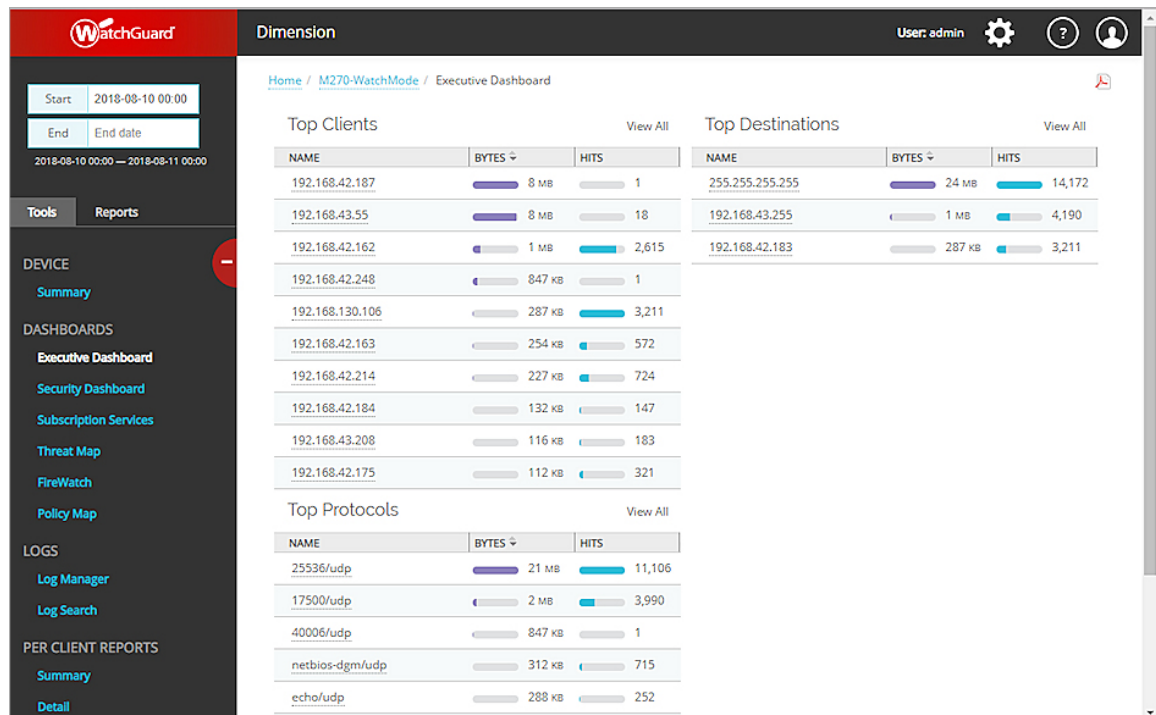 WatchGuard
Dimension
User: admin
?
Start 2018-08-10 00:00
End End date
2018-08-10 00:00 — 2018-08-11 00:00
Tools Reports
DEVICE
Summary
DASHBOARDS
Executive Dashboard
Security Dashboard
Subscription Services
Threat Map
FireWatch
Policy Map
LOGS
Log Manager
Log Search
PER CLIENT REPORTS
Summary
Detail
Home / M270-WatchMode / Executive Dashboard
Top Clients View All
NAME BYTES HITS
192.168.42.187 8 MB 1
192.168.43.55 8 MB 18
192.168.42.162 1 MB 2,615
192.168.42.248 847 KB 1
192.168.130.106 287 KB 3,211
192.168.42.163 254 KB 572
192.168.42.214 227 KB 724
192.168.42.184 132 KB 147
192.168.43.208 116 KB 183
192.168.42.175 112 KB 321
Top Destinations View All
NAME BYTES HITS
255.255.255.255 24 MB 14,172
192.168.43.255 1 MB 4,190
192.168.42.183 287 KB 3,211
Top Protocols View All
NAME BYTES HITS
25536/udp 21 MB 11,106
17500/udp 2 MB 3,990
40006/udp 847 KB 1
netbios-dgm/udp 312 KB 715
echo/udp 288 KB 252